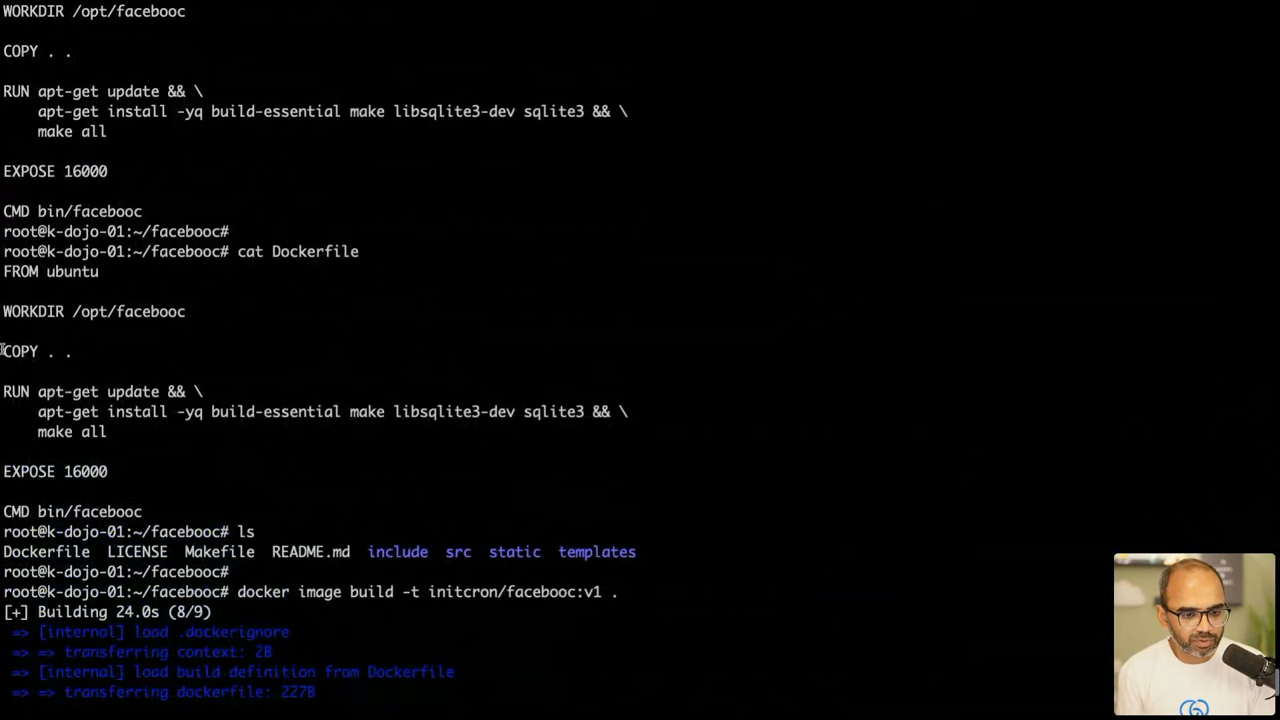 WORKDIR /opt/facebooc
COPY . .
RUN apt-get update && \
apt-get install -yq build-essential make libsqlite3-dev sqlite3 && \
make all
EXPOSE 16000
CMD bin/facebooc
root@k-dojo-01:~/facebooc#
root@k-dojo-01:~/facebooc# cat Dockerfile
FROM ubuntu
WORKDIR /opt/facebooc
COPY . .
RUN apt-get update && \
apt-get install -yq build-essential make libsqlite3-dev sqlite3 && \
make all
EXPOSE 16000
CMD bin/facebooc
root@k-dojo-01:~/facebooc# ls
Dockerfile LICENSE Makefile README.md include src static templates
root@k-dojo-01:~/facebooc#
root@k-dojo-01:~/facebooc# docker image build -t initcron/facebooc:v1 .
[+] Building 24.0s (8/9)
=> [internal] load .dockerignore
=> => transferring context: 2B
=> [internal] load build definition from Dockerfile
=> => transferring dockerfile: 227B